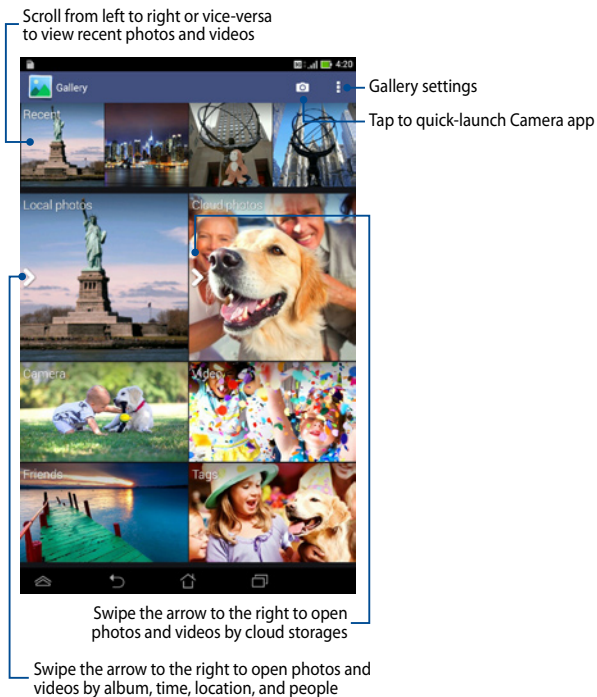 Scroll from left to right or vice-versa
to view recent photos and videos
4:20
Gallery
Gallery settings
Tap to quick-launch Camera app
Recent
Local photos
Cloud photos
Camera
Video
Friends
Tags
Swipe the arrow to the right to open
photos and videos by cloud storages
Swipe the arrow to the right to open photos and
videos by album, time, location, and people